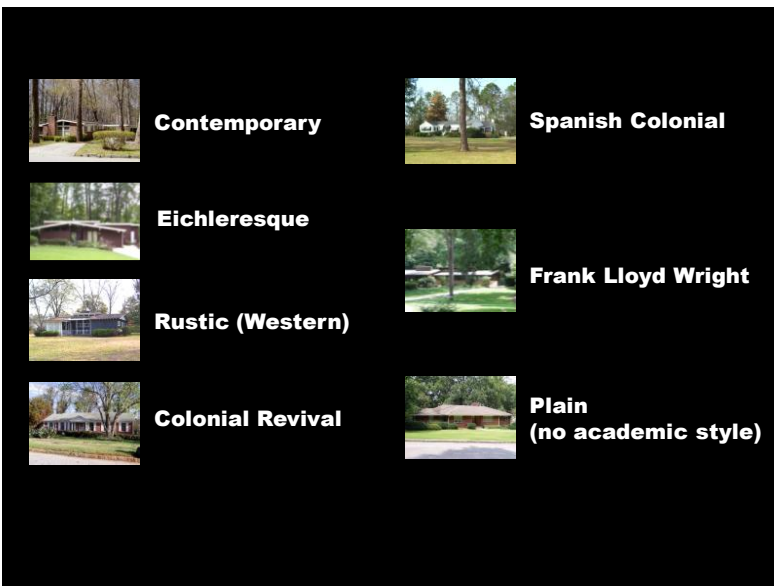 Contemporary
Eichleresque
Rustic (Western)
Colonial Revival
Spanish Colonial
Frank Lloyd Wright
Plain
(no academic style)